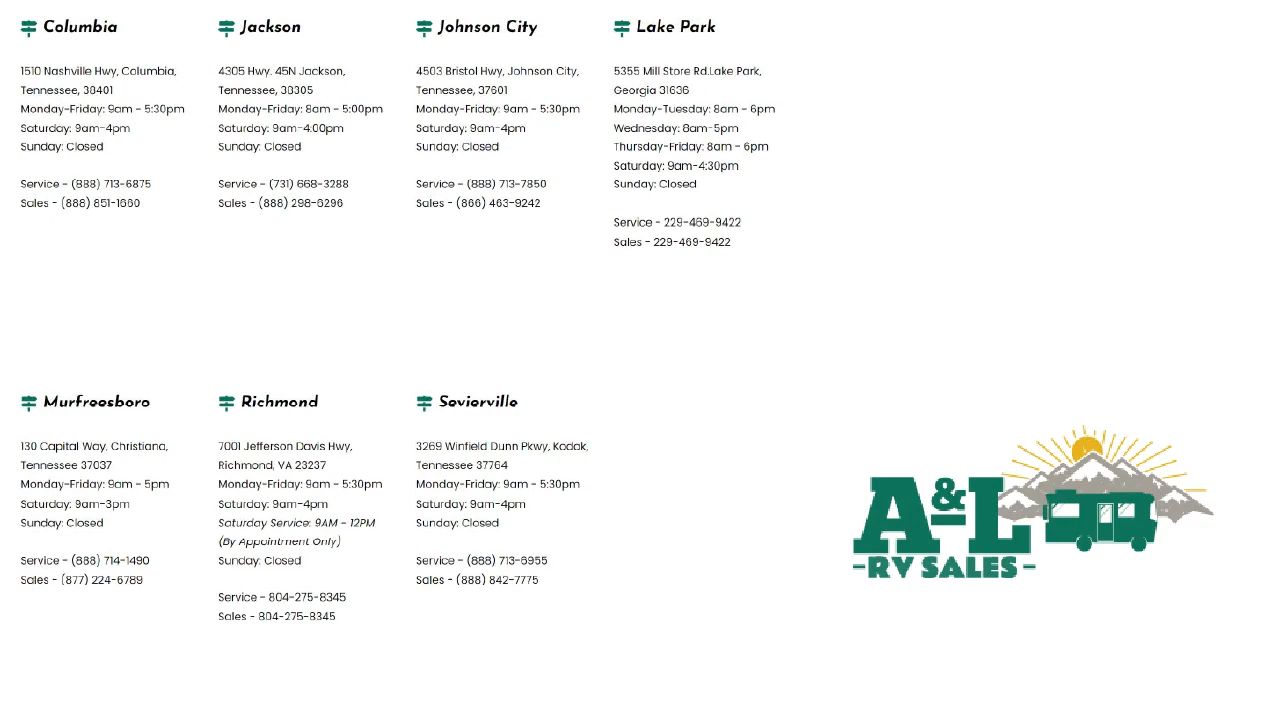 Columbia
1510 Nashville Hwy, Columbia,
Tennessee, 38401
Monday-Friday: 9am - 5:30pm
Saturday: 9am-4pm
Sunday: Closed
Service - (888) 713-6875
Sales - (888) 851-1660
Jackson
4305 Hwy. 45N Jackson,
Tennessee, 38305
Monday-Friday: 8am - 5:00pm
Saturday: 9am-4:00pm
Sunday: Closed
Service - (731) 668-3288
Sales - (888) 298-6296
Johnson City
4503 Bristol Hwy, Johnson City,
Tennessee, 37601
Monday-Friday: 9am - 5:30pm
Saturday: 9am-4pm
Sunday: Closed
Service - (888) 713-7850
Sales - (866) 463-9242
Lake Park
5355 Mill Store Rd.Lake Park,
Georgia 31636
Monday-Tuesday: 8am - 6pm
Wednesday: 8am-5pm
Thursday-Friday: 8am - 6pm
Saturday: 9am-4:30pm
Sunday: Closed
Service - 229-469-9422
Sales - 229-469-9422
Murfreesboro
130 Capital Way, Christiana,
Tennessee 37037
Monday-Friday: 9am - 5pm
Saturday: 9am-3pm
Sunday: Closed
Service - (888) 714-1490
Sales - (877) 224-6789
Richmond
7001 Jefferson Davis Hwy,
Richmond, VA 23237
Monday-Friday: 9am - 5:30pm
Saturday: 9am-4pm
Saturday Service: 9AM - 12PM
(By Appointment Only)
Sunday: Closed
Service - 804-275-8345
Sales - 804-275-8345
Sevierville
3269 Winfield Dunn Pkwy, Kodak,
Tennessee 37764
Monday-Friday: 9am - 5:30pm
Saturday: 9am-4pm
Sunday: Closed
Service - (888) 713-6955
Sales - (888) 842-7775
A&L
-RV SALES-